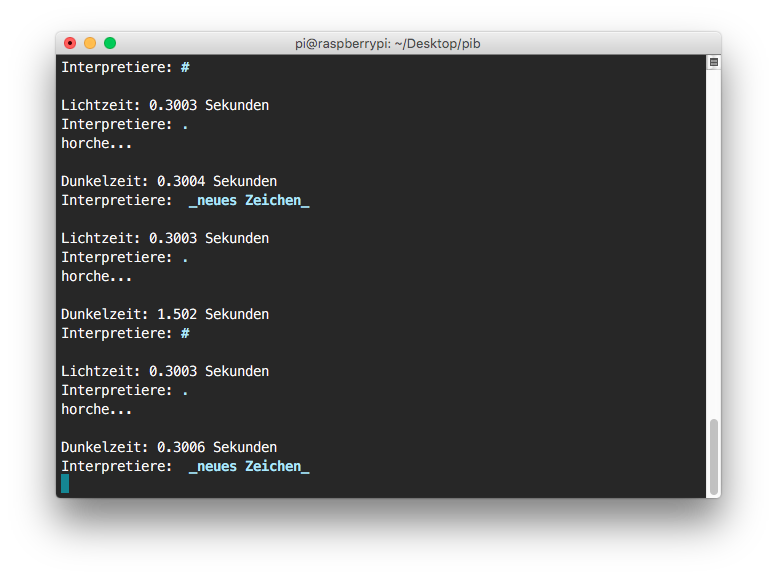 pi@raspberrypi: ~/Desktop/pib
Interpretiere: #
Lichtzeit: 0.3003 Sekunden
Interpretiere: .
horche...
Dunkelzeit: 0.3004 Sekunden
Interpretiere:  _neues Zeichen_
Lichtzeit: 0.3003 Sekunden
Interpretiere: .
horche...
Dunkelzeit: 1.502 Sekunden
Interpretiere: #
Lichtzeit: 0.3003 Sekunden
Interpretiere: .
horche...
Dunkelzeit: 0.3006 Sekunden
Interpretiere:  _neues Zeichen_